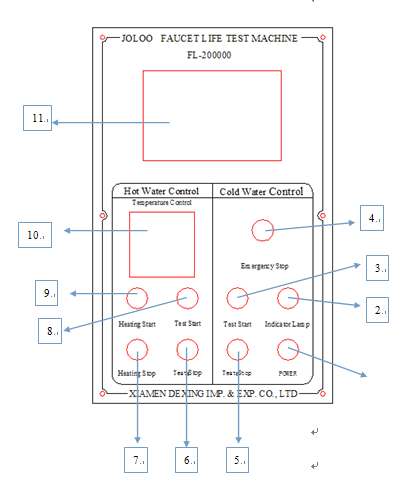 JOLOO FAUCET LIFE TEST MACHINE
FL-200000
11.
Hot Water Control Cold Water Control
Temperature Control
4.
10.
Emergency Stop
3.
9.
2.
8.
Heating Start Test Start Test Start Indicator Lamp
Heating Stop Test Stop Test Stop POWER
XIAMEN DEXING IMP. & EXP. CO., LTD
7. 6. 5.